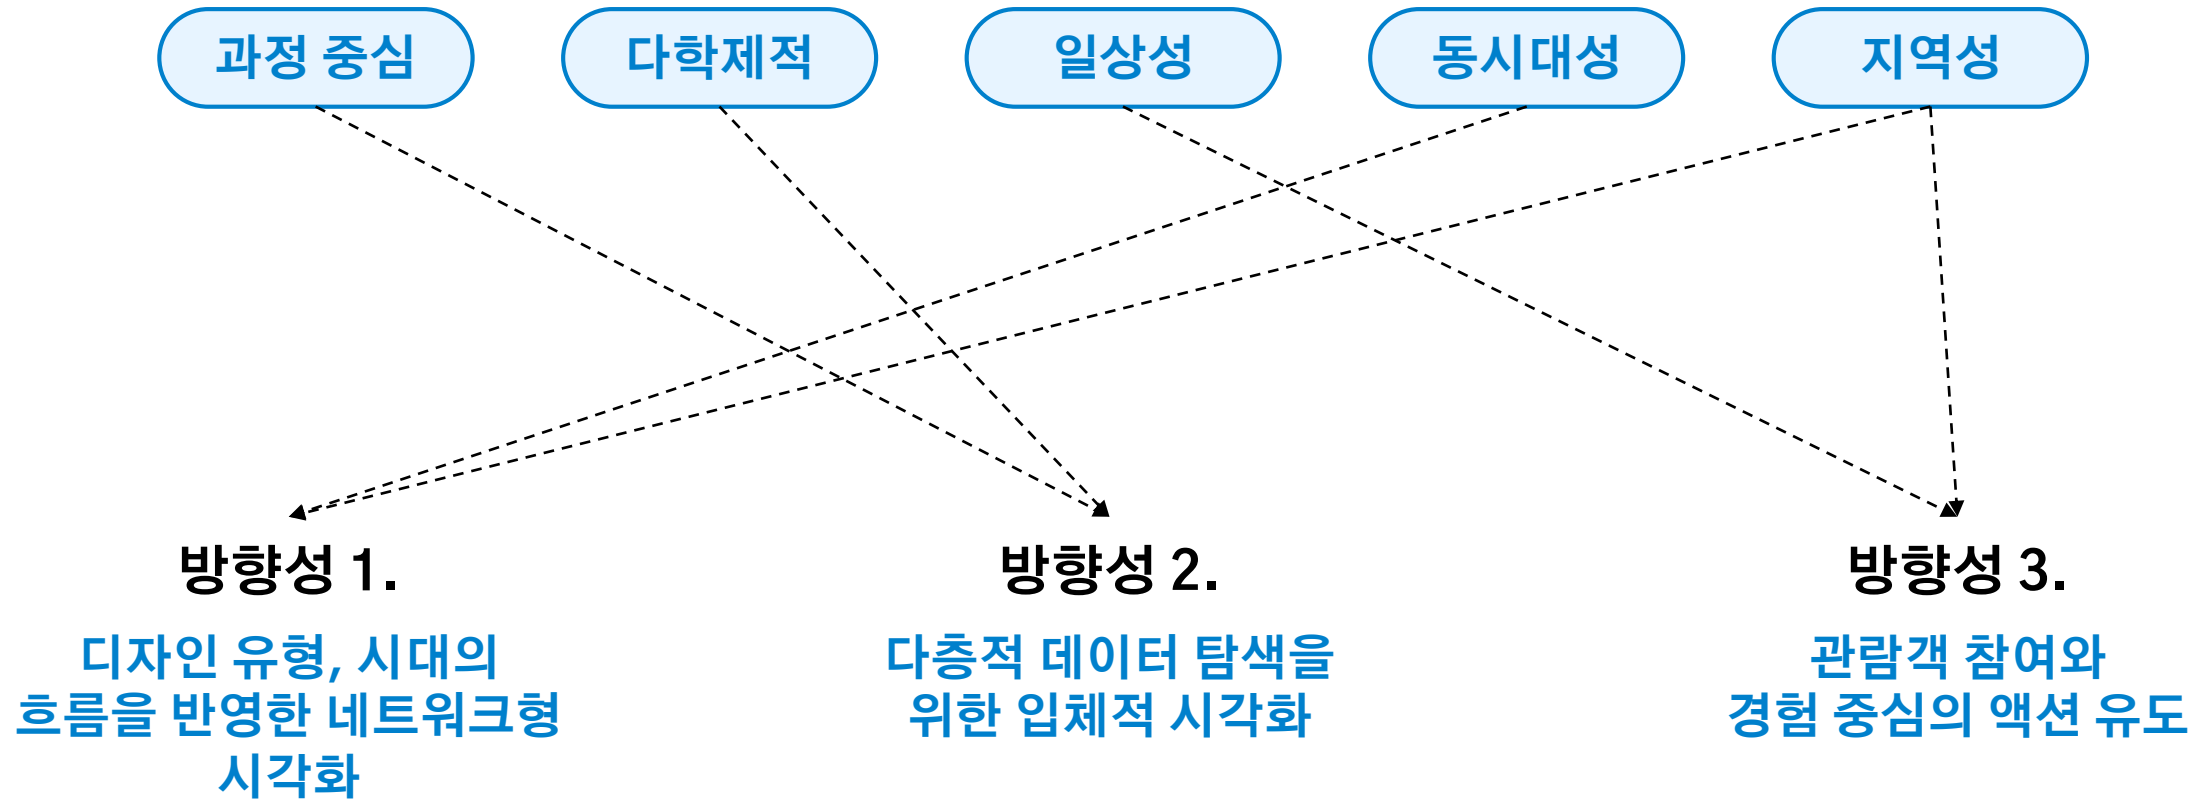 과정 중심
다학제적
일상성
동시대성
지역성
방향성 1.
디자인 유형, 시대의
흐름을 반영한 네트워크형
시각화
방향성 2.
다층적 데이터 탐색을
위한 입체적 시각화
방향성 3.
관람객 참여와
경험 중심의 액션 유도